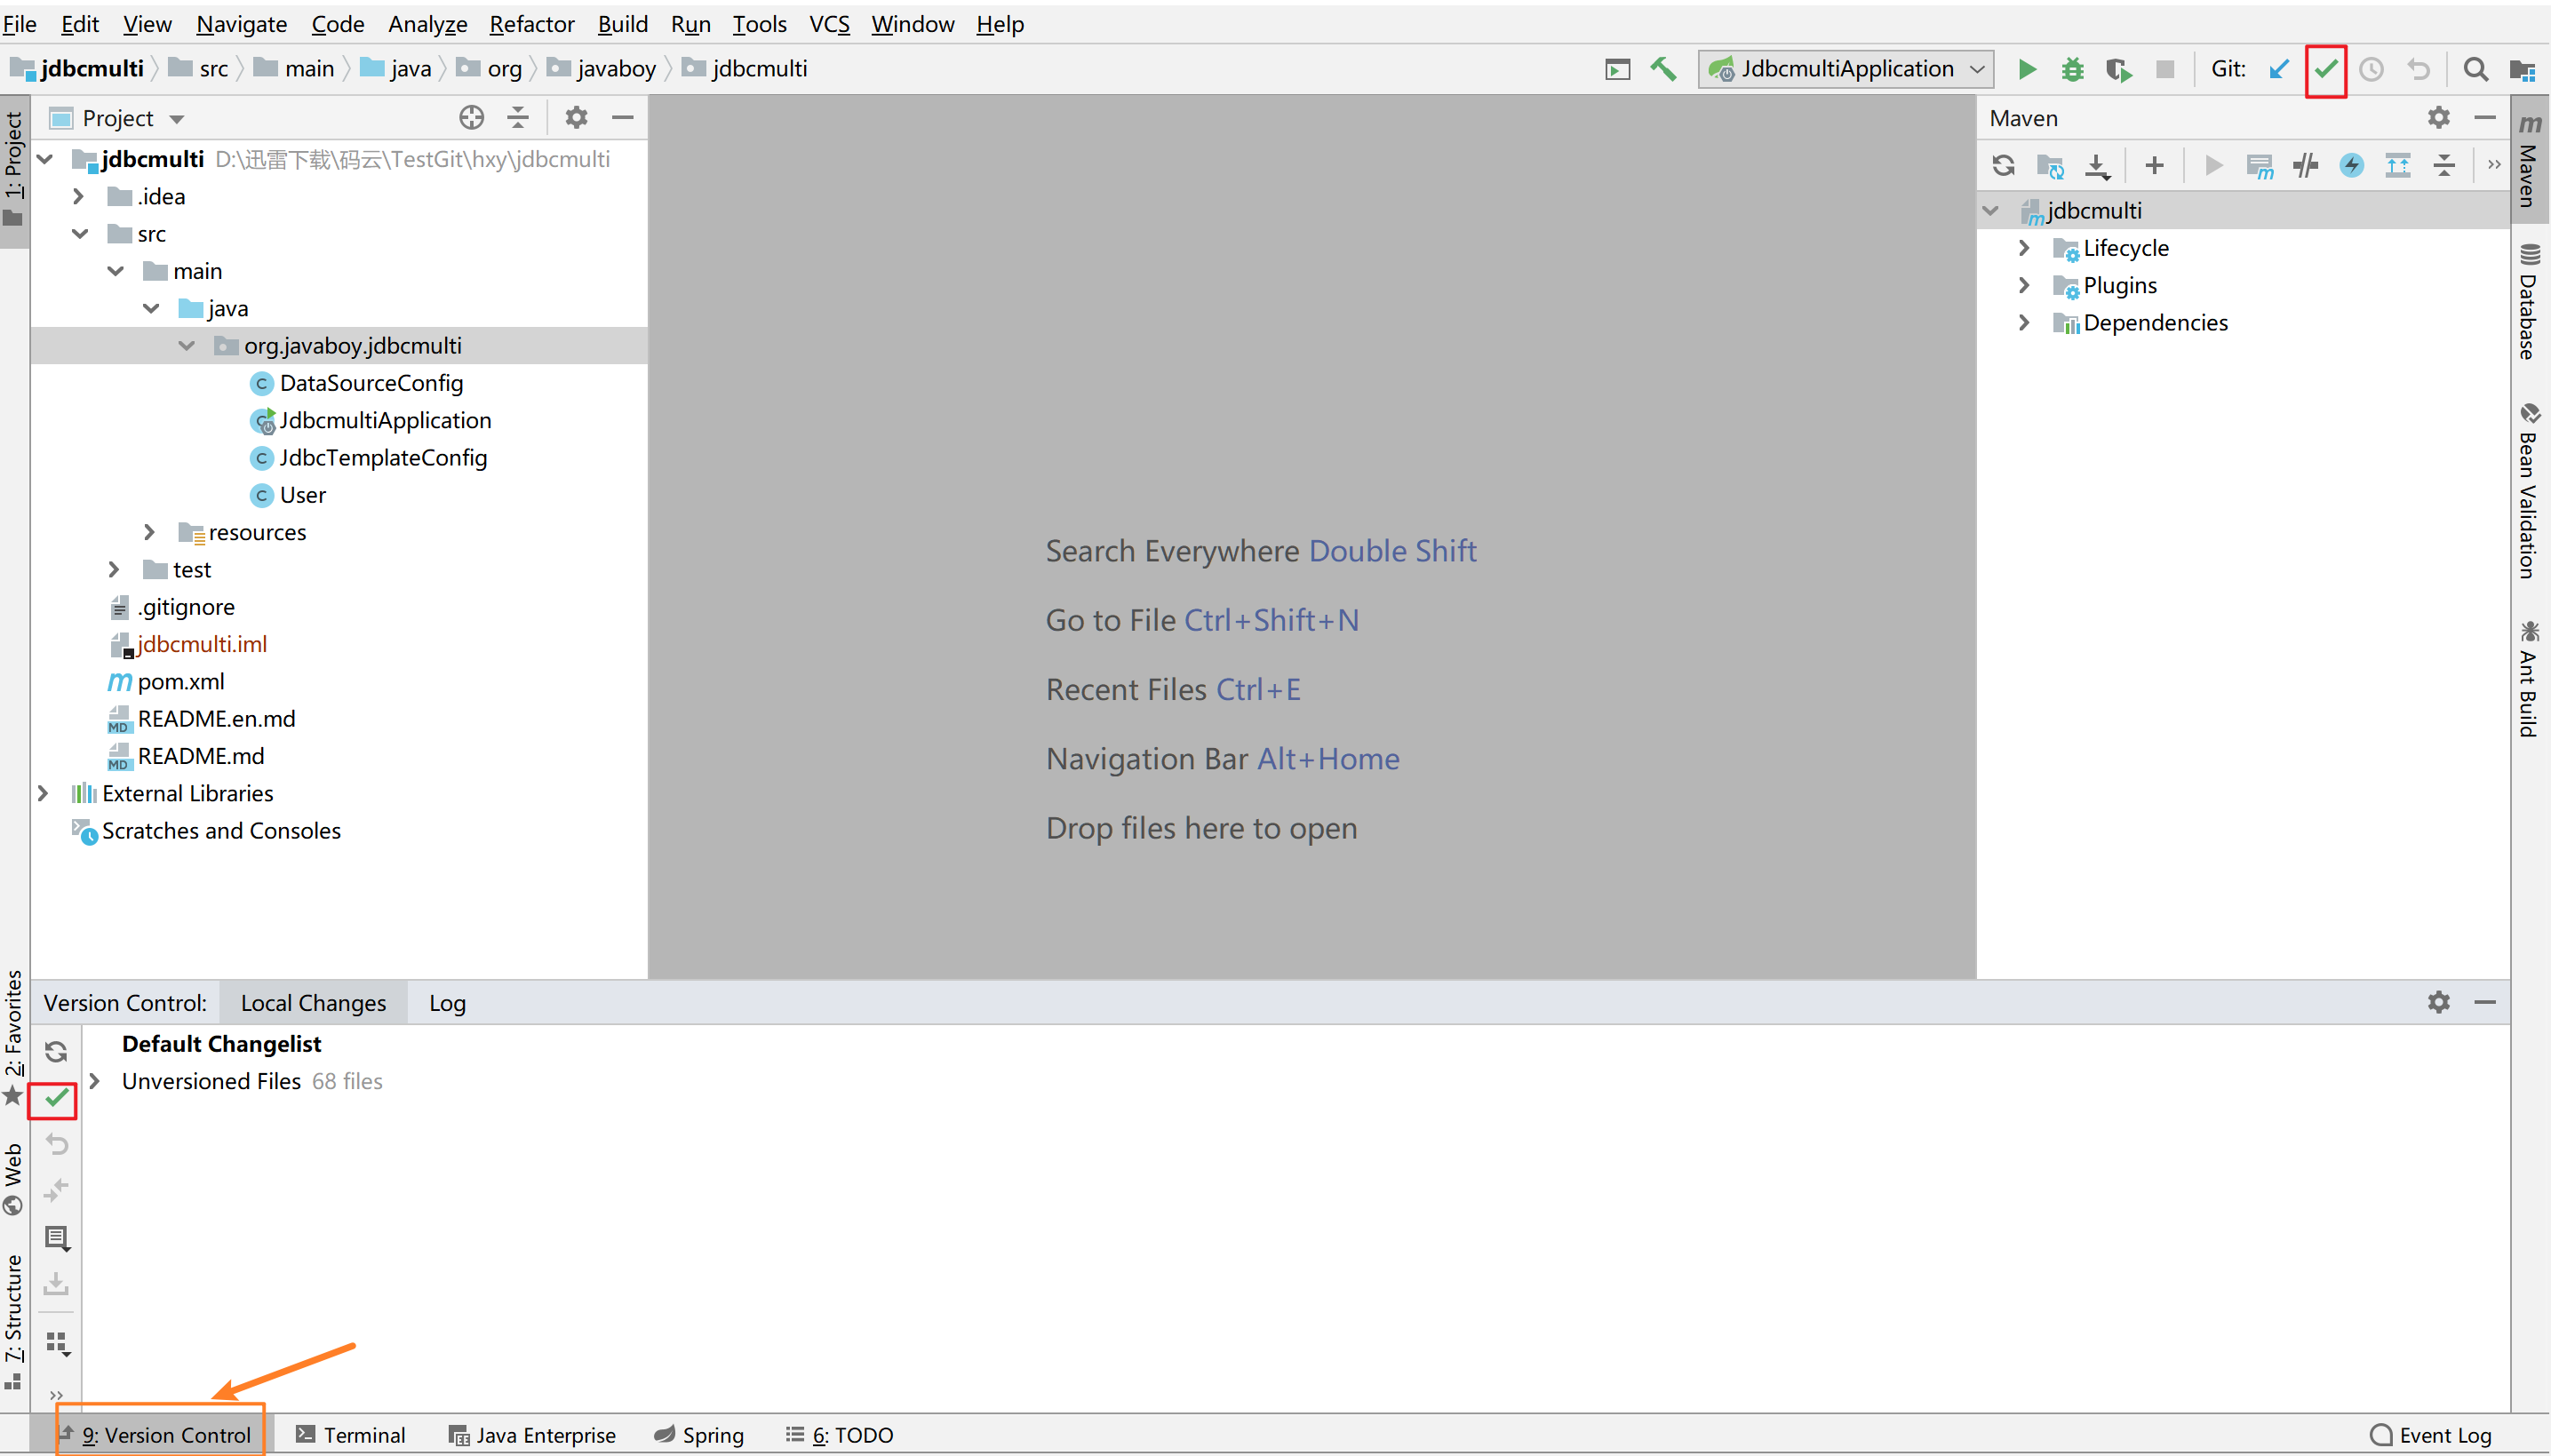 File Edit View Navigate Code Analyze Refactor Build Run Tools VCS Window Help
jdbcmulti src main java org javaboy jdbcmulti JdbcmultiApplication Git:
1: Project
Project
jdbcmulti D:\迅雷下载\码云\TestGit\hxy\jdbcmulti
.idea
src
main
java
org.javaboy.jdbcmulti
DataSourceConfig
JdbcmultiApplication
JdbcTemplateConfig
User
resources
test
.gitignore
jdbcmulti.iml
pom.xml
README.en.md
README.md
External Libraries
Scratches and Consoles
Search Everywhere Double Shift
Go to File Ctrl+Shift+N
Recent Files Ctrl+E
Navigation Bar Alt+Home
Drop files here to open
Maven
jdbcmulti
Lifecycle
Plugins
Dependencies
Maven
Database
Bean Validation
Ant Build
2: Favorites
Web
7: Structure
Version Control: Local Changes Log
Default Changelist
Unversioned Files 68 files
9: Version Control Terminal Java Enterprise Spring 6: TODO Event Log